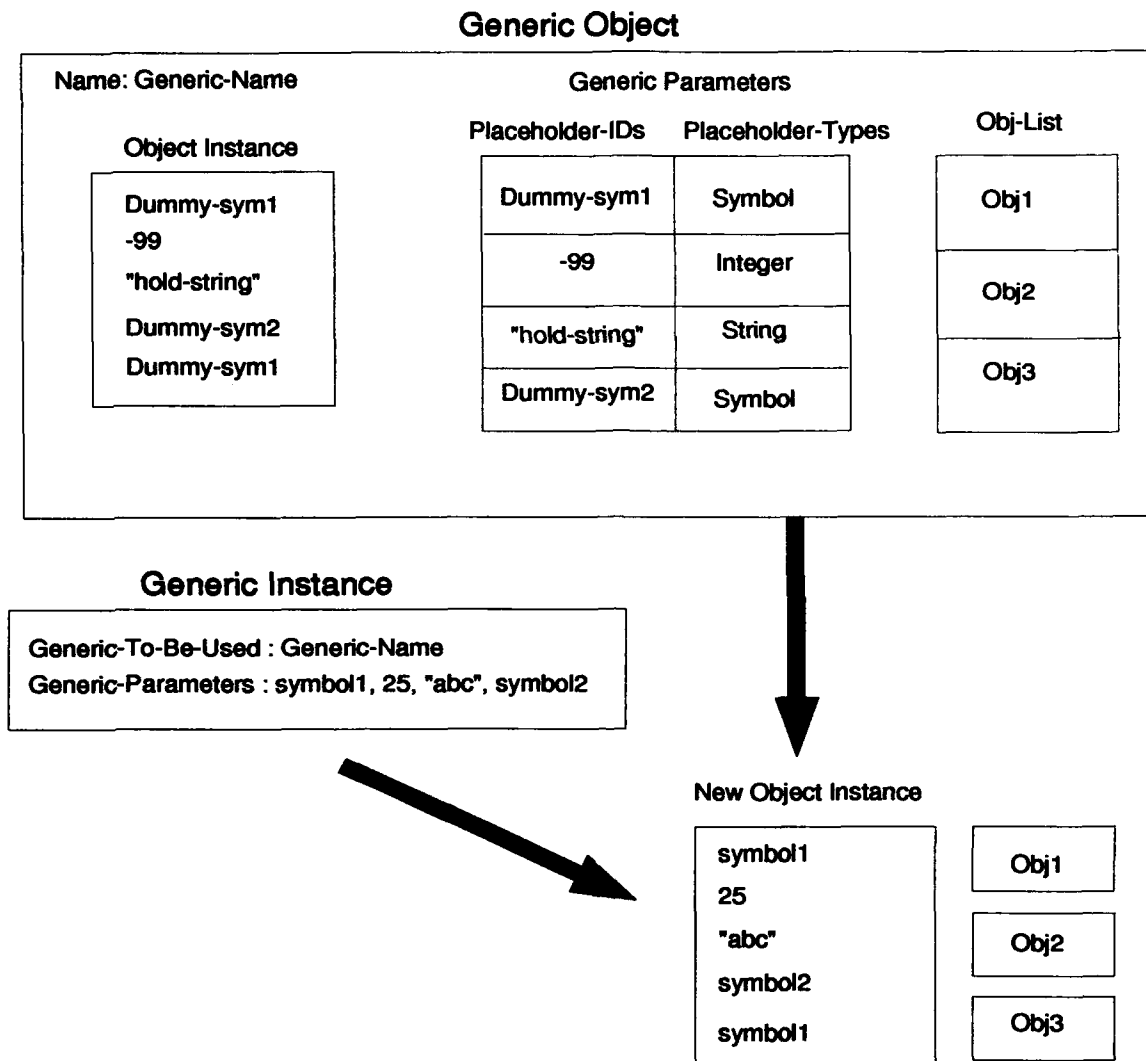 Generic Object
Name: Generic-Name
Generic Parameters
Placeholder-IDs Placeholder-Types
Obj-List
Object Instance
Dummy-sym1
-99
"hold-string"
Dummy-sym2
Dummy-sym1
Dummy-sym1 Symbol
-99 Integer
"hold-string" String
Dummy-sym2 Symbol
Obj1
Obj2
Obj3
Generic Instance
Generic-To-Be-Used : Generic-Name
Generic-Parameters : symbol1, 25, "abc", symbol2
New Object Instance
symbol1
25
"abc"
symbol2
symbol1
Obj1
Obj2
Obj3